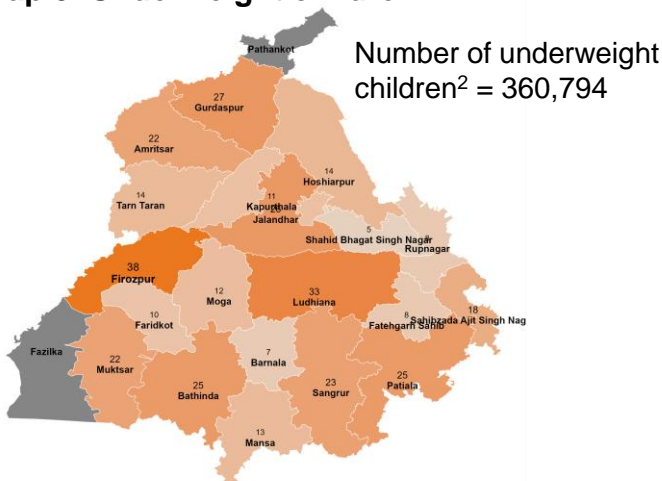 Pathankot
Number of underweight
children² = 360,794
27
Gurdaspur
22
Amritsar
14
Hoshiarpur
14
Tarn Taran
11
Kapurthala
Jalandhar
5
Shahid Bhagat Singh Nagar
Rupnagar
38
Firozpur
33
Ludhiana
12
Moga
10
Faridkot
8
Fatehgarh Sahib
18
Sahibzada Ajit Singh Nag
Fazilka
22
Muktsar
7
Barnala
25
Bathinda
23
Sangrur
25
Patiala
13
Mansa